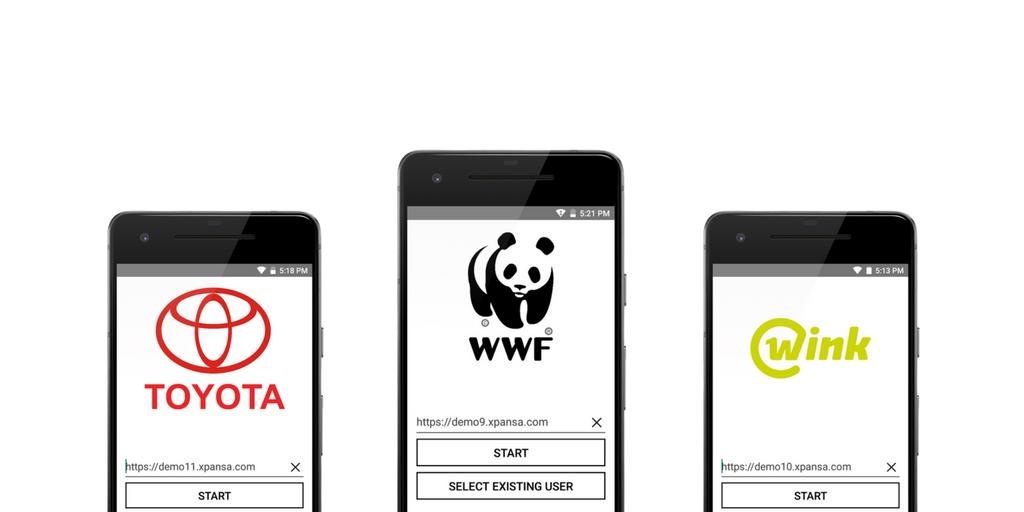 5:18 PM
TOYOTA
https://demo11.xpansa.com
START
5:21 PM
WWF
https://demo9.xpansa.com
START
SELECT EXISTING USER
5:13 PM
wink
https://demo10.xpansa.com
START